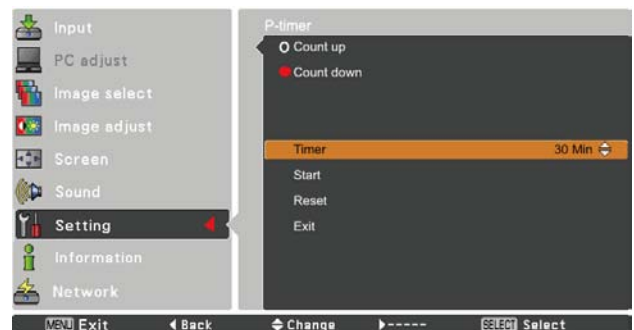 Input
PC adjust
Image select
Image adjust
Screen
Sound
Setting
Information
Network
P-timer
Count up
Count down
Timer 30 Min
Start
Reset
Exit
MENU Exit Back Change ----- SELECT Select